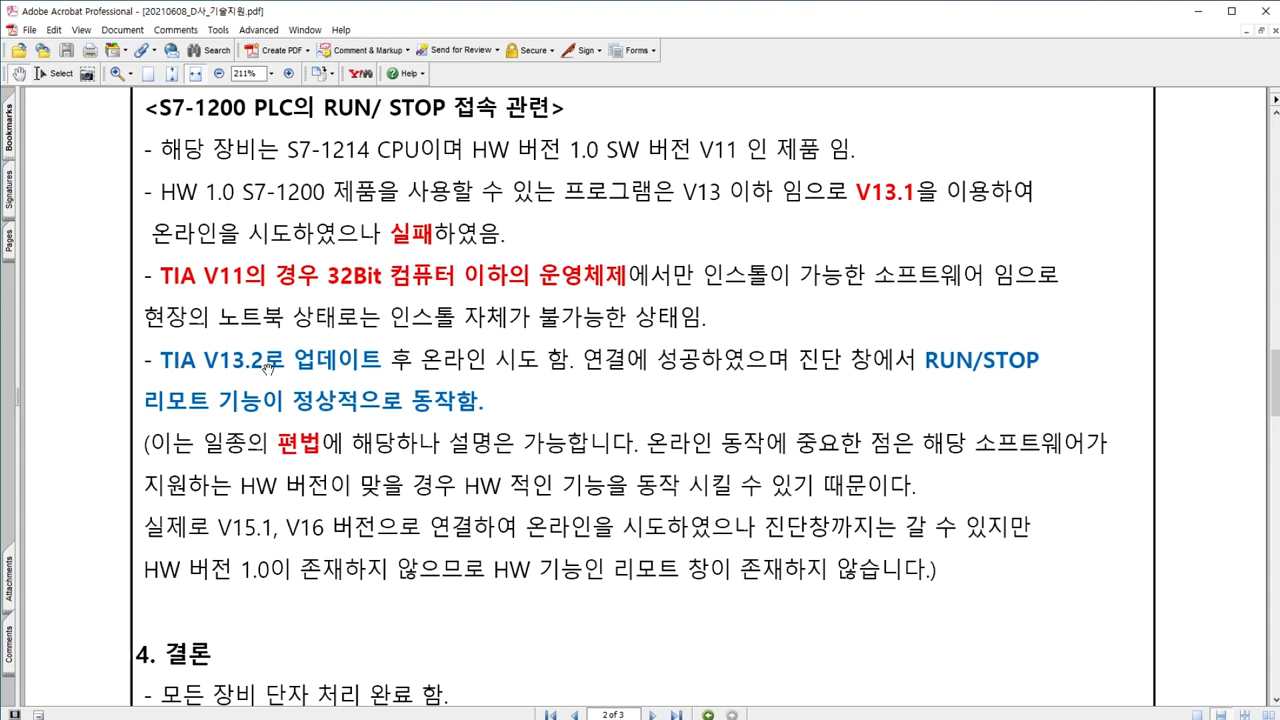 Adobe Acrobat Professional - [20210608_D사_기술지원.pdf]
File Edit View Document Comments Tools Advanced Window Help
Search Create PDF Comment & Markup Send for Review Secure Sign Forms
Select 211% Help
Bookmarks
Signatures
Pages
Attachments
Comments
<S7-1200 PLC의 RUN/ STOP 접속 관련>
- 해당 장비는 S7-1214 CPU이며 HW 버전 1.0 SW 버전 V11 인 제품 임.
- HW 1.0 S7-1200 제품을 사용할 수 있는 프로그램은 V13 이하 임으로 V13.1을 이용하여
온라인을 시도하였으나 실패하였음.
- TIA V11의 경우 32Bit 컴퓨터 이하의 운영체제에서만 인스톨이 가능한 소프트웨어 임으로
현장의 노트북 상태로는 인스톨 자체가 불가능한 상태임.
- TIA V13.2로 업데이트 후 온라인 시도 함. 연결에 성공하였으며 진단 창에서 RUN/STOP
리모트 기능이 정상적으로 동작함.
(이는 일종의 편법에 해당하나 설명은 가능합니다. 온라인 동작에 중요한 점은 해당 소프트웨어가
지원하는 HW 버전이 맞을 경우 HW 적인 기능을 동작 시킬 수 있기 때문이다.
실제로 V15.1, V16 버전으로 연결하여 온라인을 시도하였으나 진단창까지는 갈 수 있지만
HW 버전 1.0이 존재하지 않으므로 HW 기능인 리모트 창이 존재하지 않습니다.)
4. 결론
- 모든 장비 단자 처리 완료 함.
2 of 3